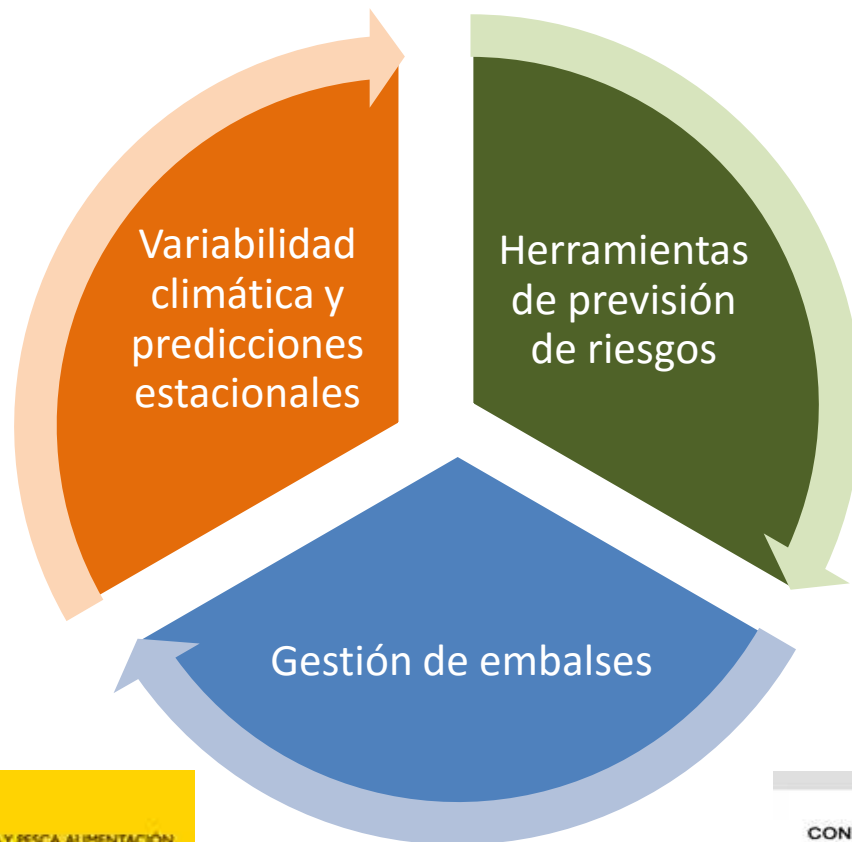 Variabilidad
climática y
predicciones
estacionales
Herramientas
de previsión
de riesgos
Gestión de embalses
Y PESCA, ALIMENTACIÓN
CON